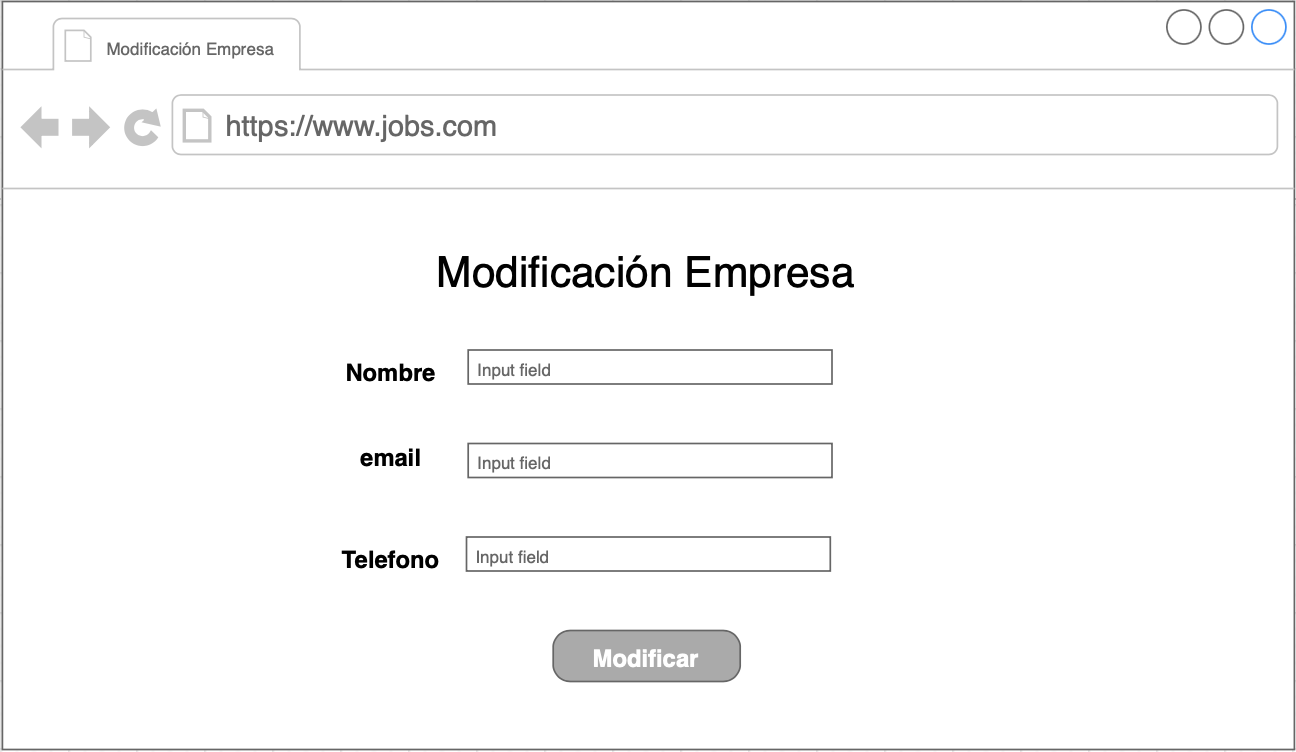 Modificación Empresa
https://www.jobs.com
Modificación Empresa
Nombre
Input field
email
Input field
Telefono
Input field
Modificar